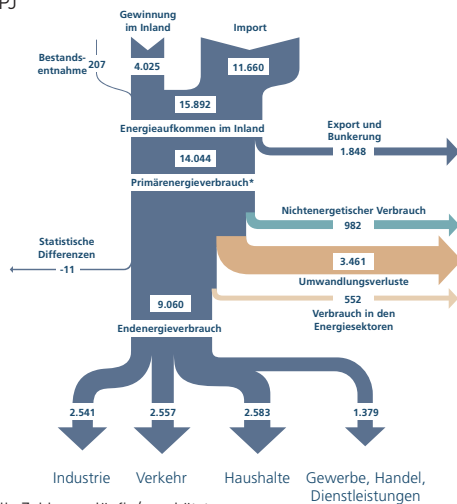 PJ
Gewinnung
im Inland
Import
Bestands-
entnahme
207
4.025
11.660
15.892
Energieaufkommen im Inland
Export und
Bunkerung
1.848
14.044
Primärenergieverbrauch*
Nichtenergetischer Verbrauch
982
Statistische
Differenzen
-11
3.461
Umwandlungsverluste
552
Verbrauch in den
Energiesektoren
9.060
Endenergieverbrauch
2.541
2.557
2.583
1.379
Industrie
Verkehr
Haushalte
Gewerbe, Handel,
Dienstleistungen